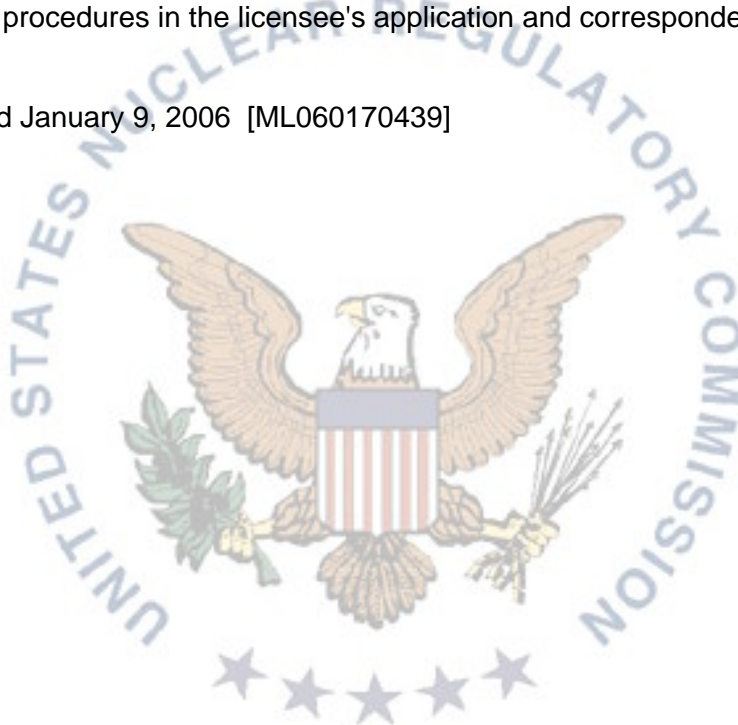 procedures in the licensee's application and corresponde
d January 9, 2006 [ML060170439]
UNITED STATES NUCLEAR REGULATORY COMMISSION